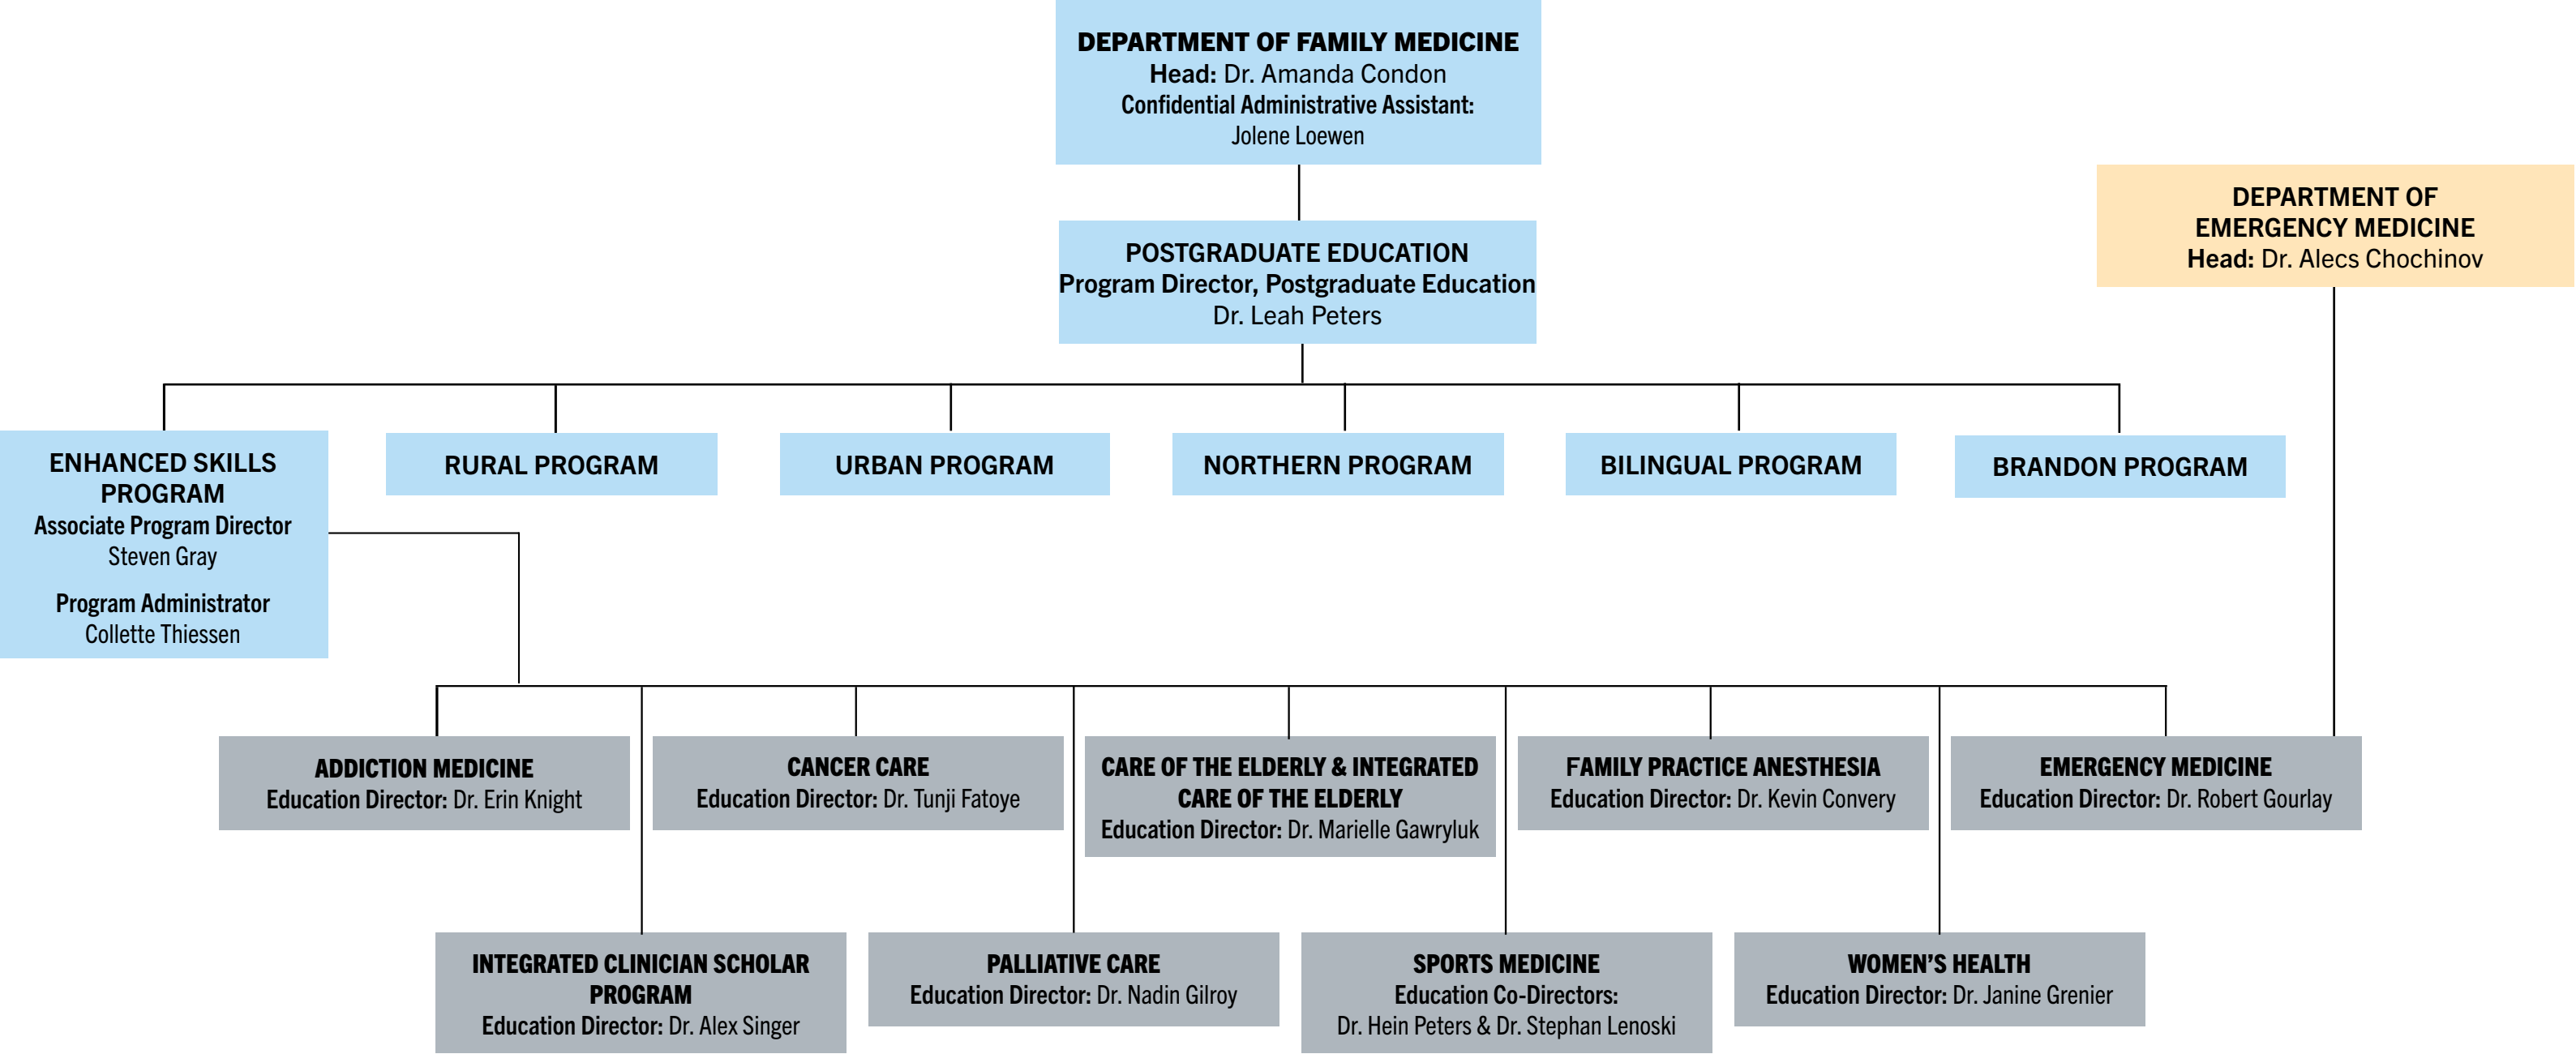 DEPARTMENT OF FAMILY MEDICINE
Head: Dr. Amanda Condon
Confidential Administrative Assistant:
Jolene Loewen
DEPARTMENT OF
EMERGENCY MEDICINE
Head: Dr. Alecs Chochinov
POSTGRADUATE EDUCATION
Program Director, Postgraduate Education
Dr. Leah Peters
ENHANCED SKILLS
PROGRAM
Associate Program Director
Steven Gray
Program Administrator
Collette Thiessen
RURAL PROGRAM
URBAN PROGRAM
NORTHERN PROGRAM
BILINGUAL PROGRAM
BRANDON PROGRAM
ADDICTION MEDICINE
Education Director: Dr. Erin Knight
CANCER CARE
Education Director: Dr. Tunji Fatoye
CARE OF THE ELDERLY & INTEGRATED
CARE OF THE ELDERLY
Education Director: Dr. Marielle Gawryluk
FAMILY PRACTICE ANESTHESIA
Education Director: Dr. Kevin Convery
EMERGENCY MEDICINE
Education Director: Dr. Robert Gourlay
INTEGRATED CLINICIAN SCHOLAR
PROGRAM
Education Director: Dr. Alex Singer
PALLIATIVE CARE
Education Director: Dr. Nadin Gilroy
SPORTS MEDICINE
Education Co-Directors:
Dr. Hein Peters & Dr. Stephan Lenoski
WOMEN’S HEALTH
Education Director: Dr. Janine Grenier